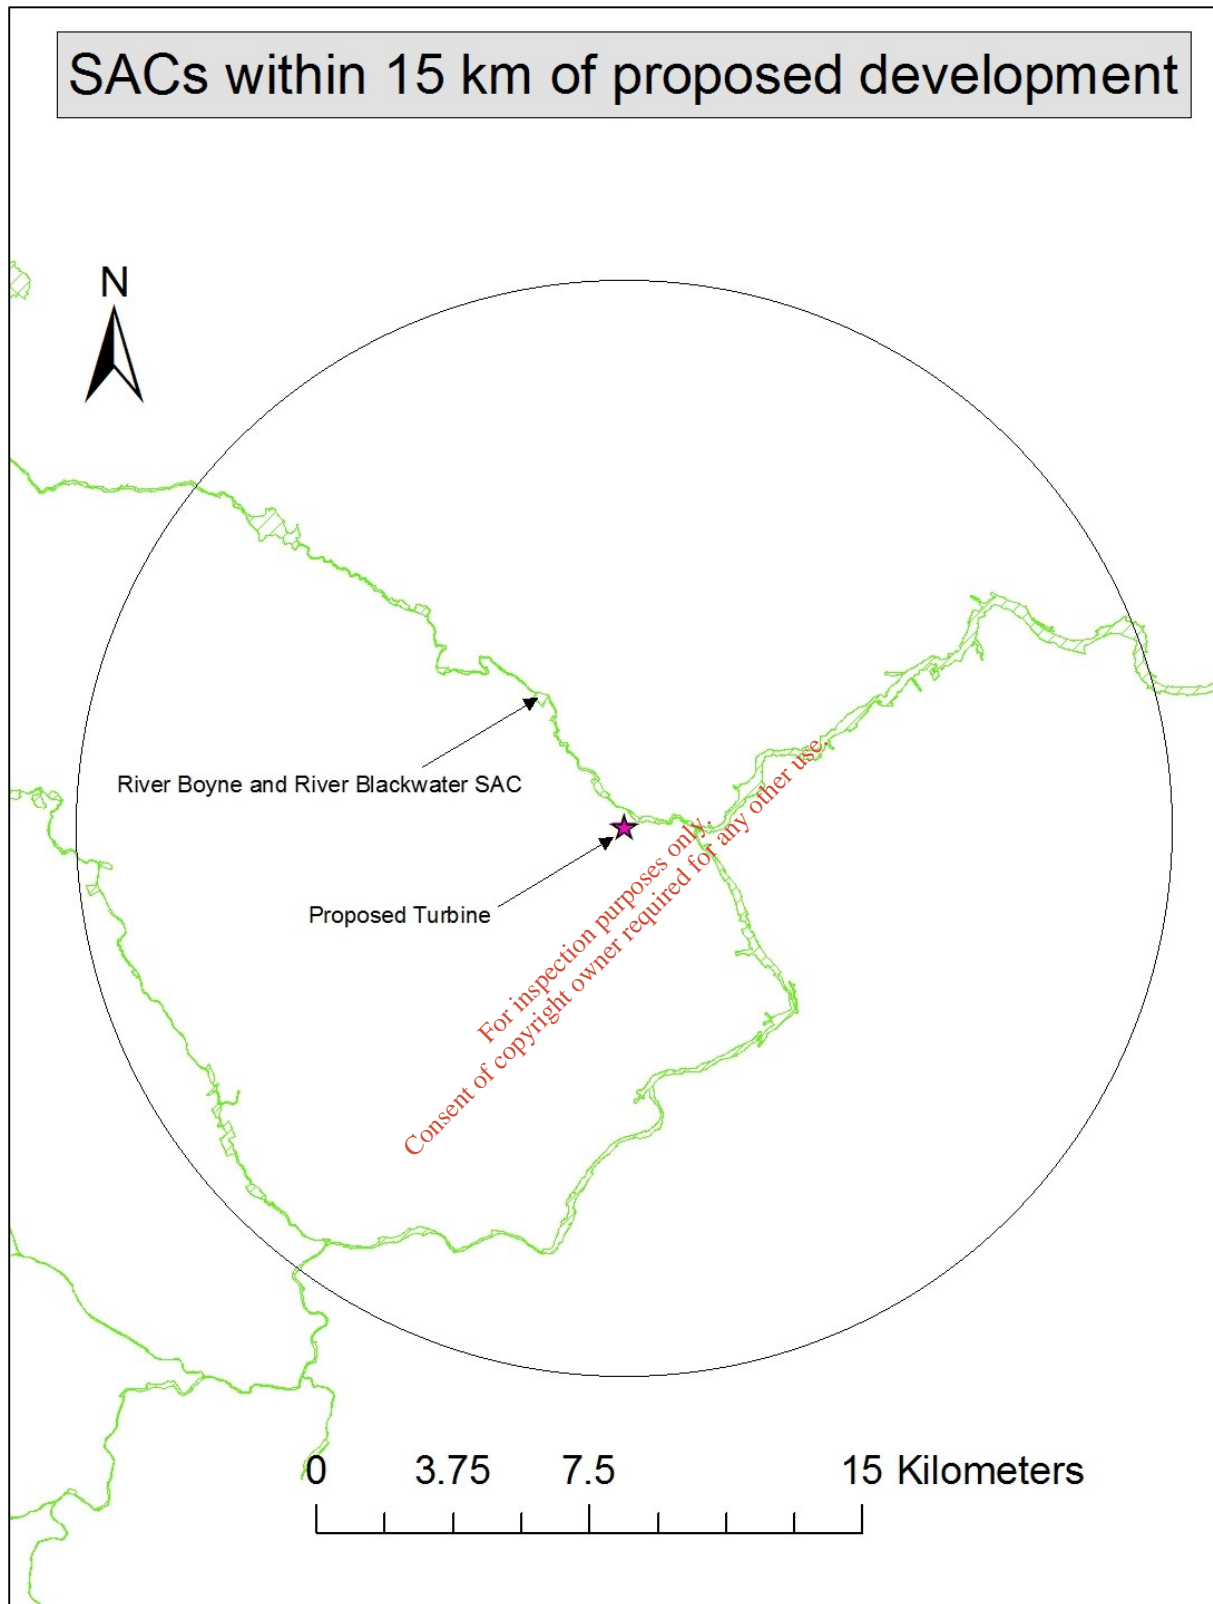 SACs within 15 km of proposed development
N
River Boyne and River Blackwater SAC
Proposed Turbine
For inspection purposes only.
Consent of copyright owner required for any other use.
0 3.75 7.5 15 Kilometers